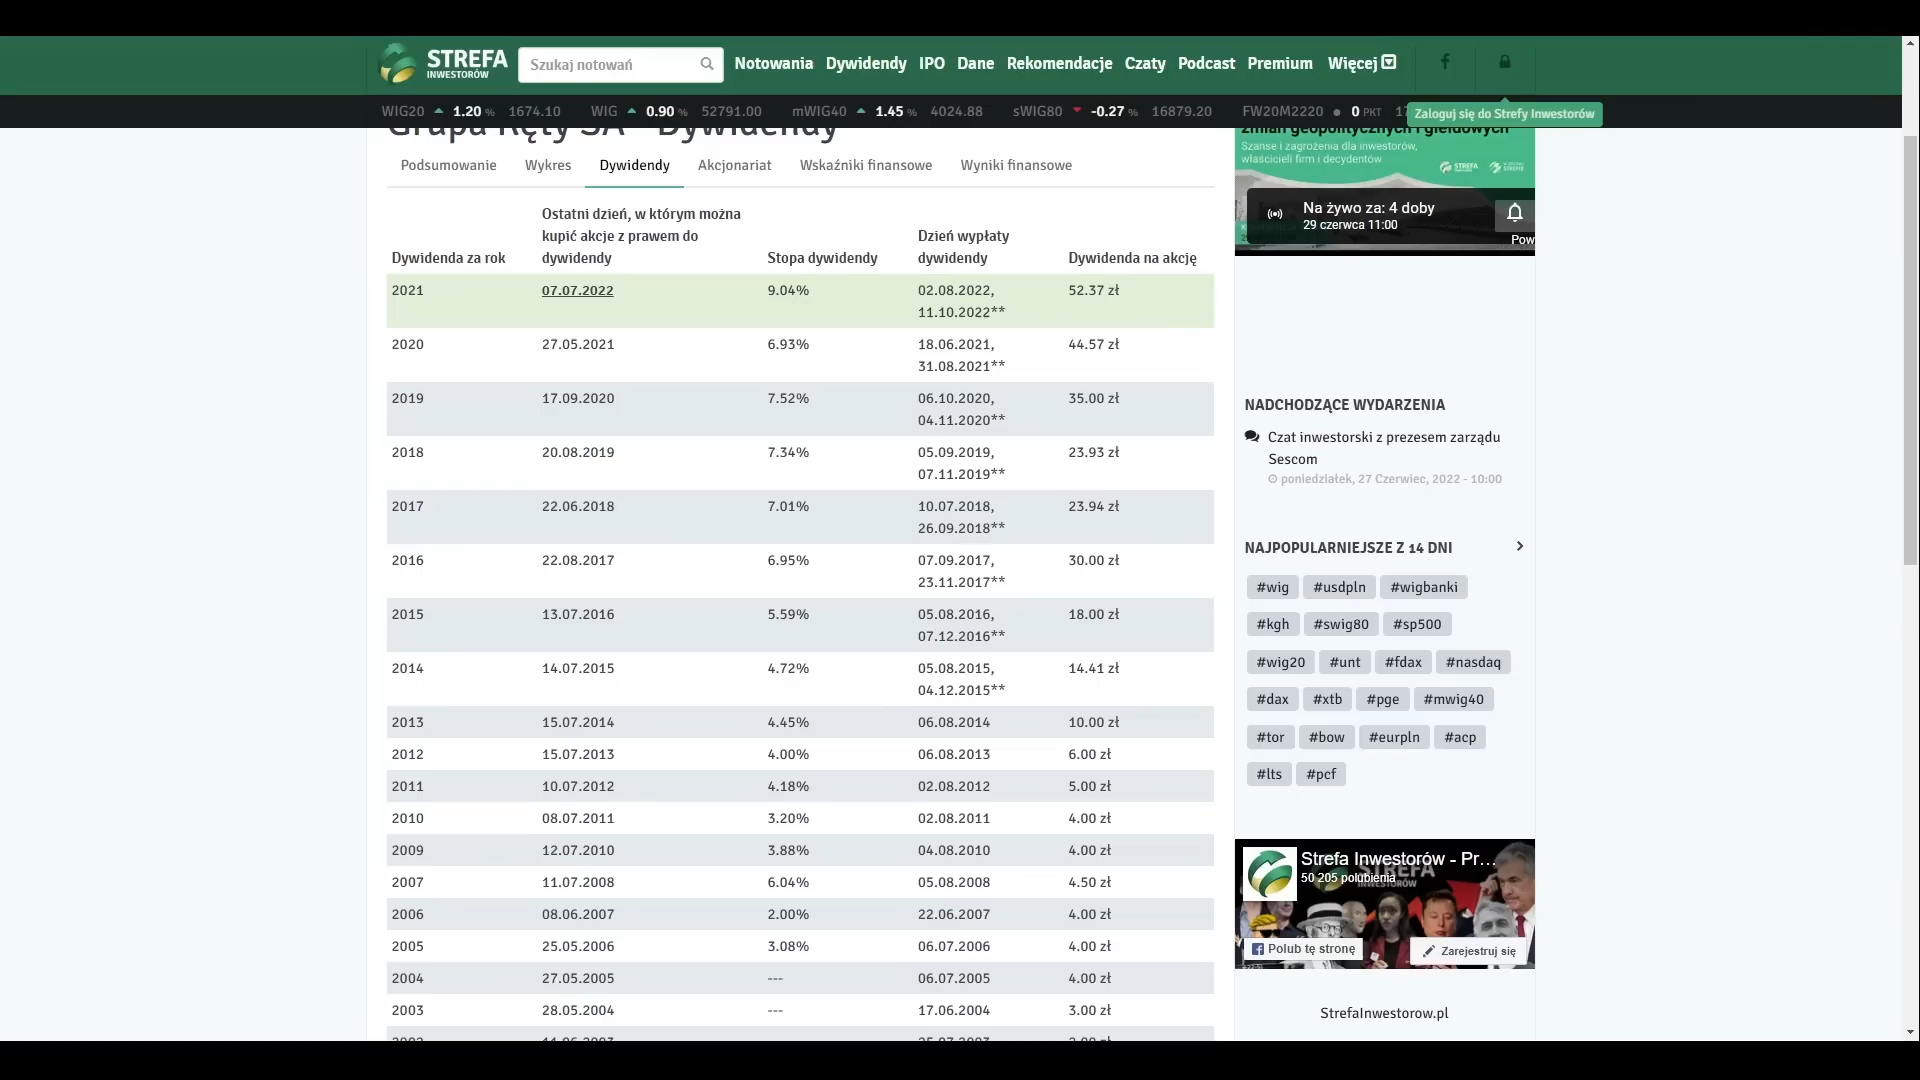 STREFA
INWESTORÓW
Szukaj notowań
Notowania Dywidendy IPO Dane Rekomendacje Czaty Podcast Premium Więcej
WIG20 1.20 % 1674.10 WIG 0.90 % 52791.00 mWIG40 1.45 % 4024.88 sWIG80 -0.27 % 16879.20 FW20M2220 0 PKT
Zaloguj się do Strefy Inwestorów
Grupa Kęty SA - Dywidendy
Podsumowanie Wykres Dywidendy Akcjonariat Wskaźniki finansowe Wyniki finansowe
Dywidenda za rok
Ostatni dzień, w którym można
kupić akcje z prawem do
dywidendy
Stopa dywidendy
Dzień wypłaty
dywidendy
Dywidenda na akcję
2021 07.07.2022 9.04% 02.08.2022, 52.37 zł
11.10.2022**
2020 27.05.2021 6.93% 18.06.2021, 44.57 zł
31.08.2021**
2019 17.09.2020 7.52% 06.10.2020, 35.00 zł
04.11.2020**
2018 20.08.2019 7.34% 05.09.2019, 23.93 zł
07.11.2019**
2017 22.06.2018 7.01% 10.07.2018, 23.94 zł
26.09.2018**
2016 22.08.2017 6.95% 07.09.2017, 30.00 zł
23.11.2017**
2015 13.07.2016 5.59% 05.08.2016, 18.00 zł
07.12.2016**
2014 14.07.2015 4.72% 05.08.2015, 14.41 zł
04.12.2015**
2013 15.07.2014 4.45% 06.08.2014 10.00 zł
2012 15.07.2013 4.00% 06.08.2013 6.00 zł
2011 10.07.2012 4.18% 02.08.2012 5.00 zł
2010 08.07.2011 3.20% 02.08.2011 4.00 zł
2009 12.07.2010 3.88% 04.08.2010 4.00 zł
2007 11.07.2008 6.04% 05.08.2008 4.50 zł
2006 08.06.2007 2.00% 22.06.2007 4.00 zł
2005 25.05.2006 3.08% 06.07.2006 4.00 zł
2004 27.05.2005 --- 06.07.2005 4.00 zł
2003 28.05.2004 --- 17.06.2004 3.00 zł
zmian geopolitycznych i giełdowych
Szanse i zagrożenia dla inwestorów,
właścicieli firm i decydentów
STREFA
Na żywo za: 4 doby
29 czerwca 11:00
Pow
NADCHODZĄCE WYDARZENIA
Czat inwestorski z prezesem zarządu
Sescom
poniedziałek, 27 Czerwiec, 2022 - 10:00
NAJPOPULARNIEJSZE Z 14 DNI
#wig #usdpln #wigbanki
#kgh #swig80 #sp500
#wig20 #unt #fdax #nasdaq
#dax #xtb #pge #mwig40
#tor #bow #eurpln #acp
#lts #pcf
Strefa Inwestorów - Pr...
50 205 polubienia
STREFA
INWESTORÓW
Polub tę stronę
Zarejestruj się
StrefaInwestorow.pl